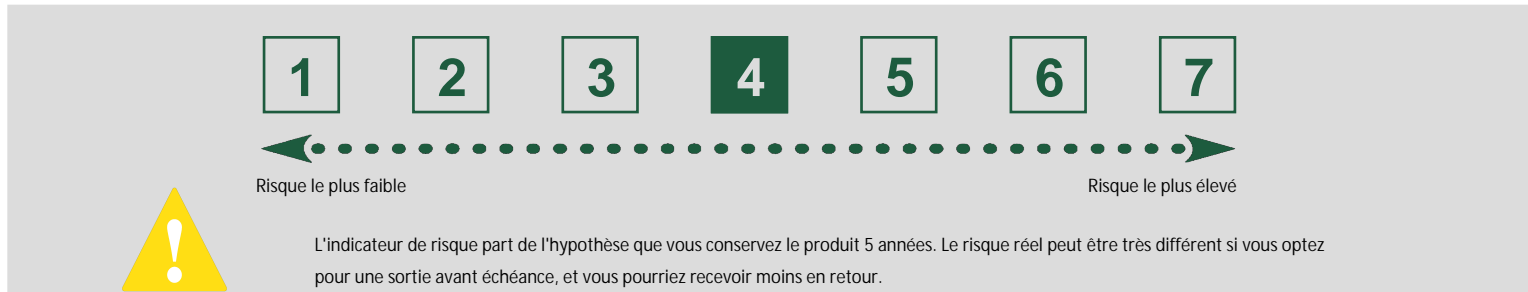 1 2 3 4 5 6 7
Risque le plus faible Risque le plus élevé
!
L'indicateur de risque part de l'hypothèse que vous conservez le produit 5 années. Le risque réel peut être très différent si vous optez
pour une sortie avant échéance, et vous pourriez recevoir moins en retour.